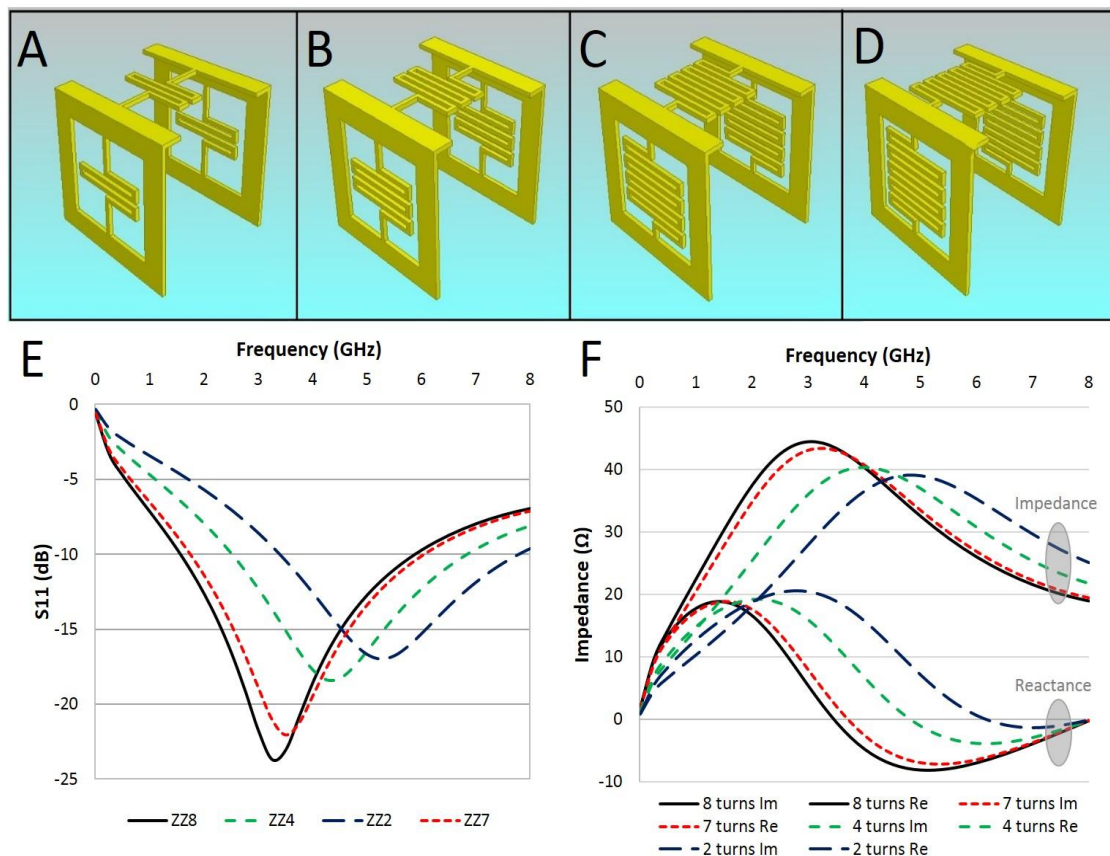 A
B
C
D
E
Frequency (GHz)
0 1 2 3 4 5 6 7 8
0
-5
-10
-15
-20
-25
S11 (dB)
ZZ8 ZZ4 ZZ2 ZZ7
F
Frequency (GHz)
0 1 2 3 4 5 6 7 8
50
40
30
20
10
0
-10
Impedance (Ω)
Impedance
Reactance
8 turns Im 8 turns Re 7 turns Im
7 turns Re 4 turns Im 4 turns Re
2 turns Im 2 turns Re